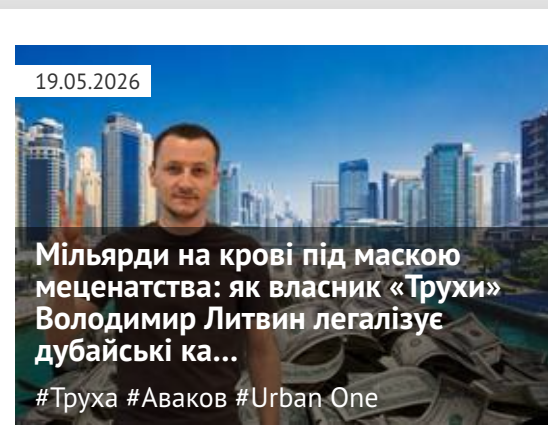 19.05.2026
Мільярди на крові під маскою
меценатства: як власник «Трухи»
Володимир Литвин легалізує
дубайські ка...
#Труха #Аваков #Urban One